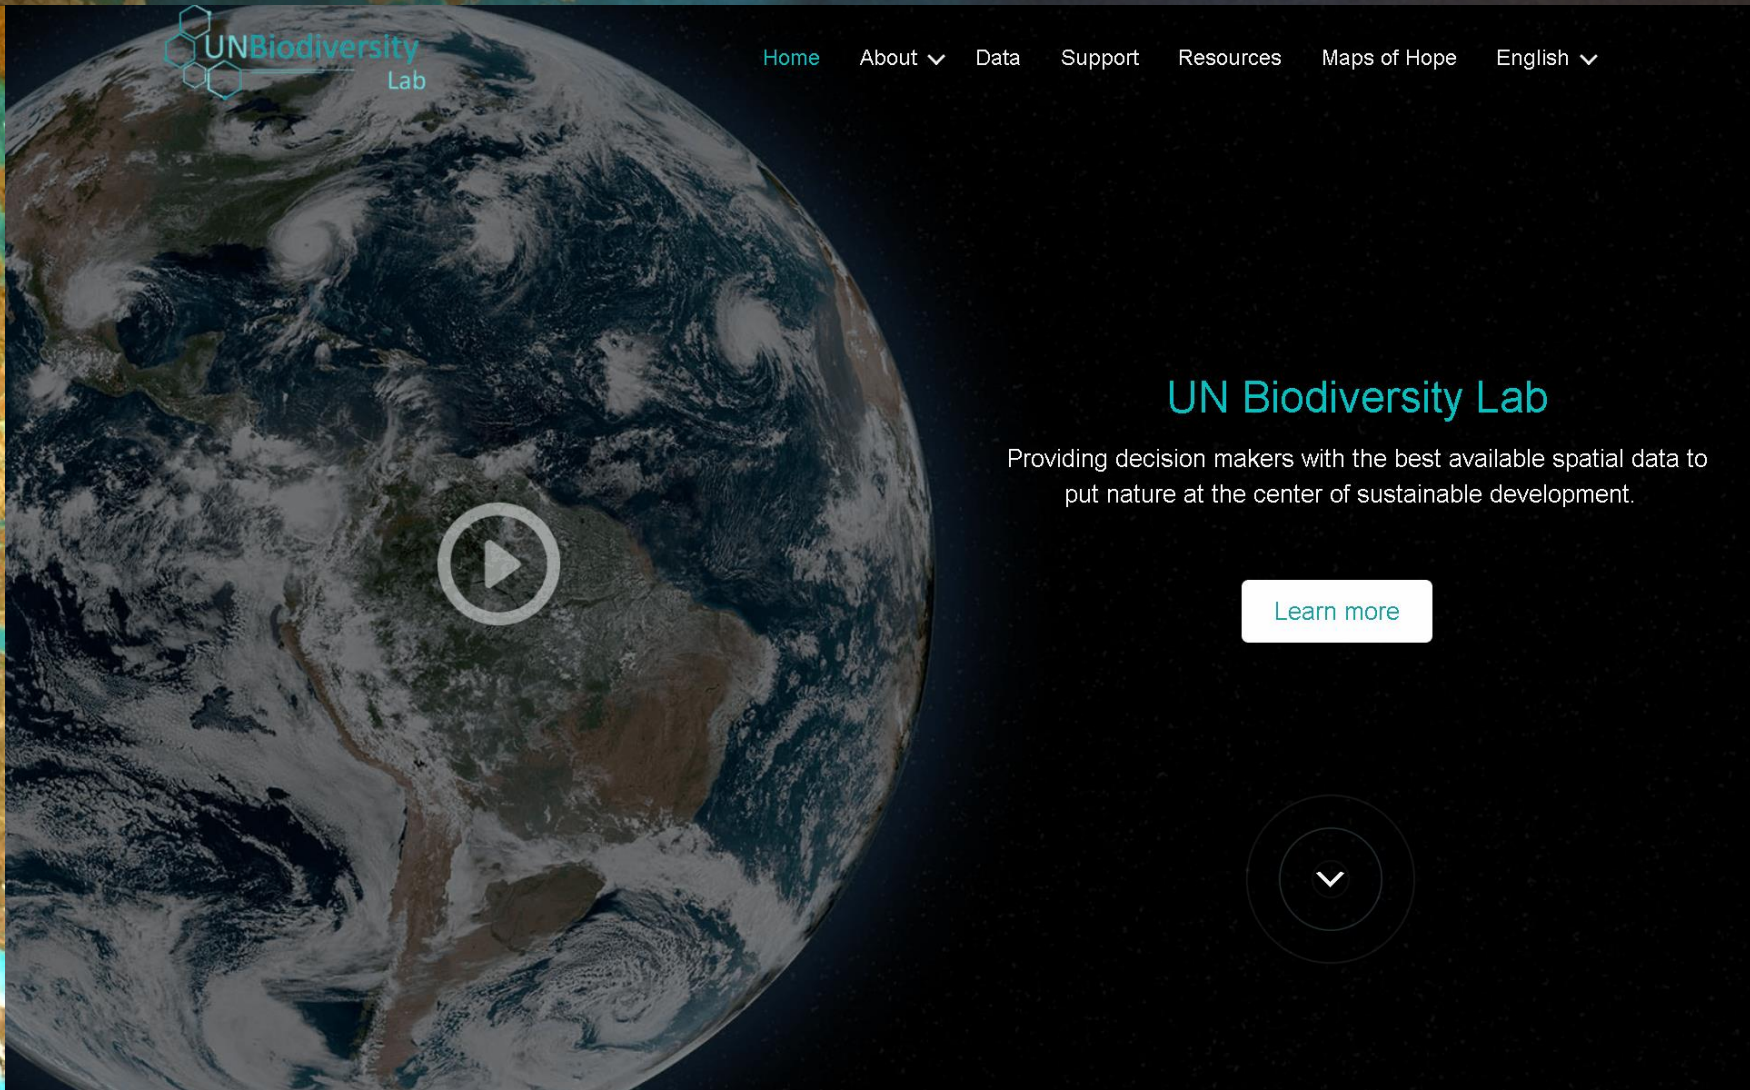 UNBiodiversity
Lab
Home About Data Support Resources Maps of Hope English
UN Biodiversity Lab
Providing decision makers with the best available spatial data to
put nature at the center of sustainable development.
Learn more